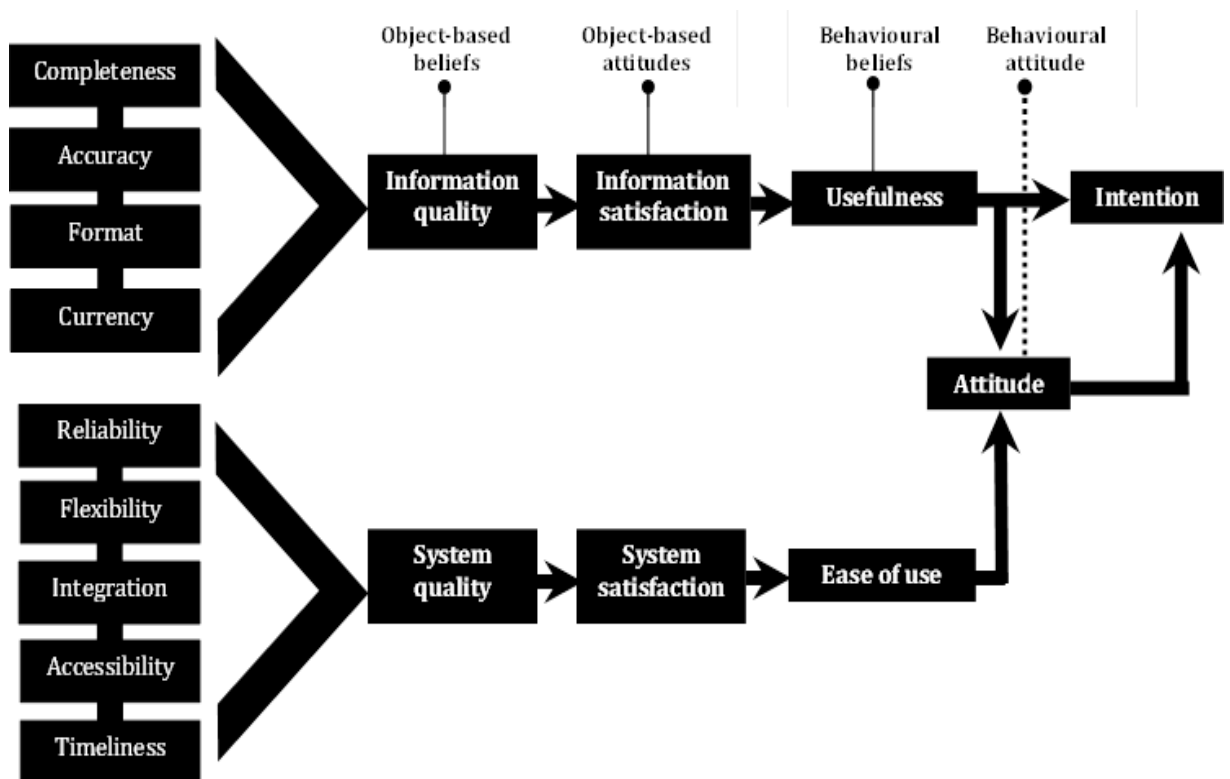 Object-based
beliefs
Object-based
attitudes
Behavioural
beliefs
Behavioural
attitude
Completeness
Accuracy
Format
Currency
Information
quality
Information
satisfaction
Usefulness
Intention
Attitude
Reliability
Flexibility
Integration
Accessibility
Timeliness
System
quality
System
satisfaction
Ease of use